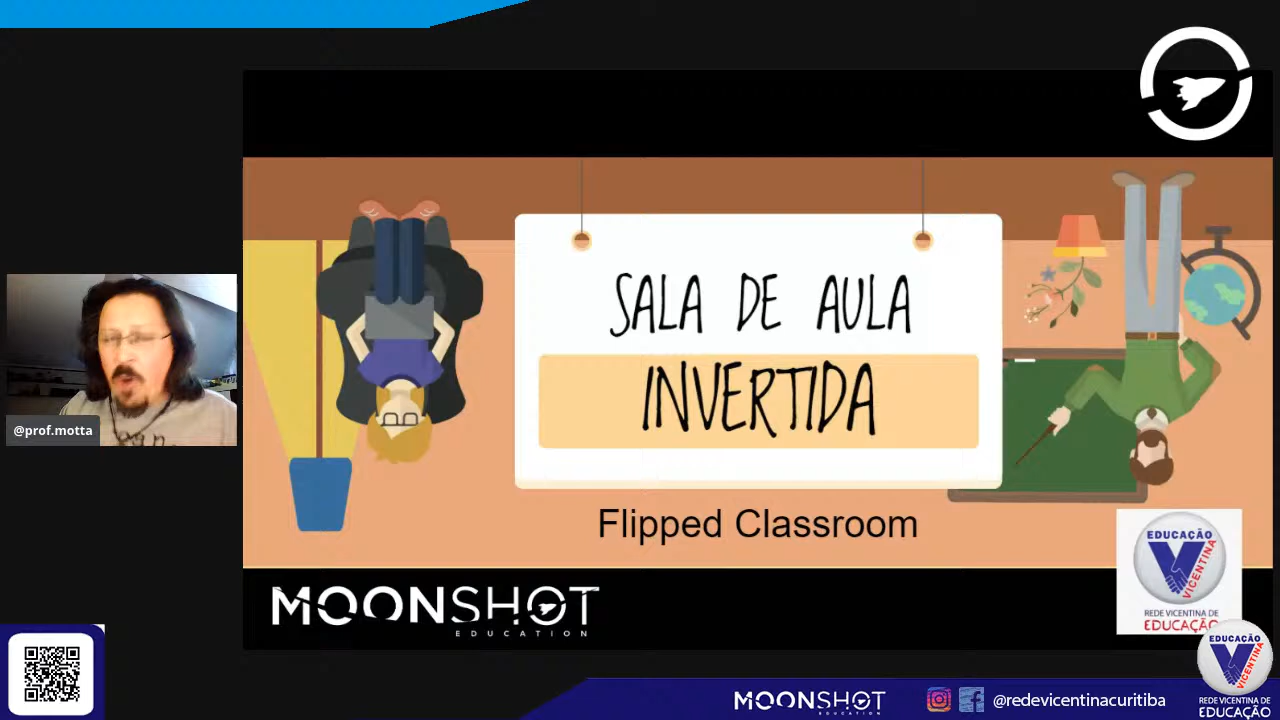 SALA DE AULA
INVERTIDA
Flipped Classroom
@prof.motta
EDUCAÇÃO
VICENTINA
REDE VICENTINA DE
EDUCAÇÃO
MOONSHOT
EDUCATION
MOONSHOT
EDUCATION
@redevicentinacuritiba
EDUCAÇÃO
VICENTINA
REDE VICENTINA DE
EDUCAÇÃO